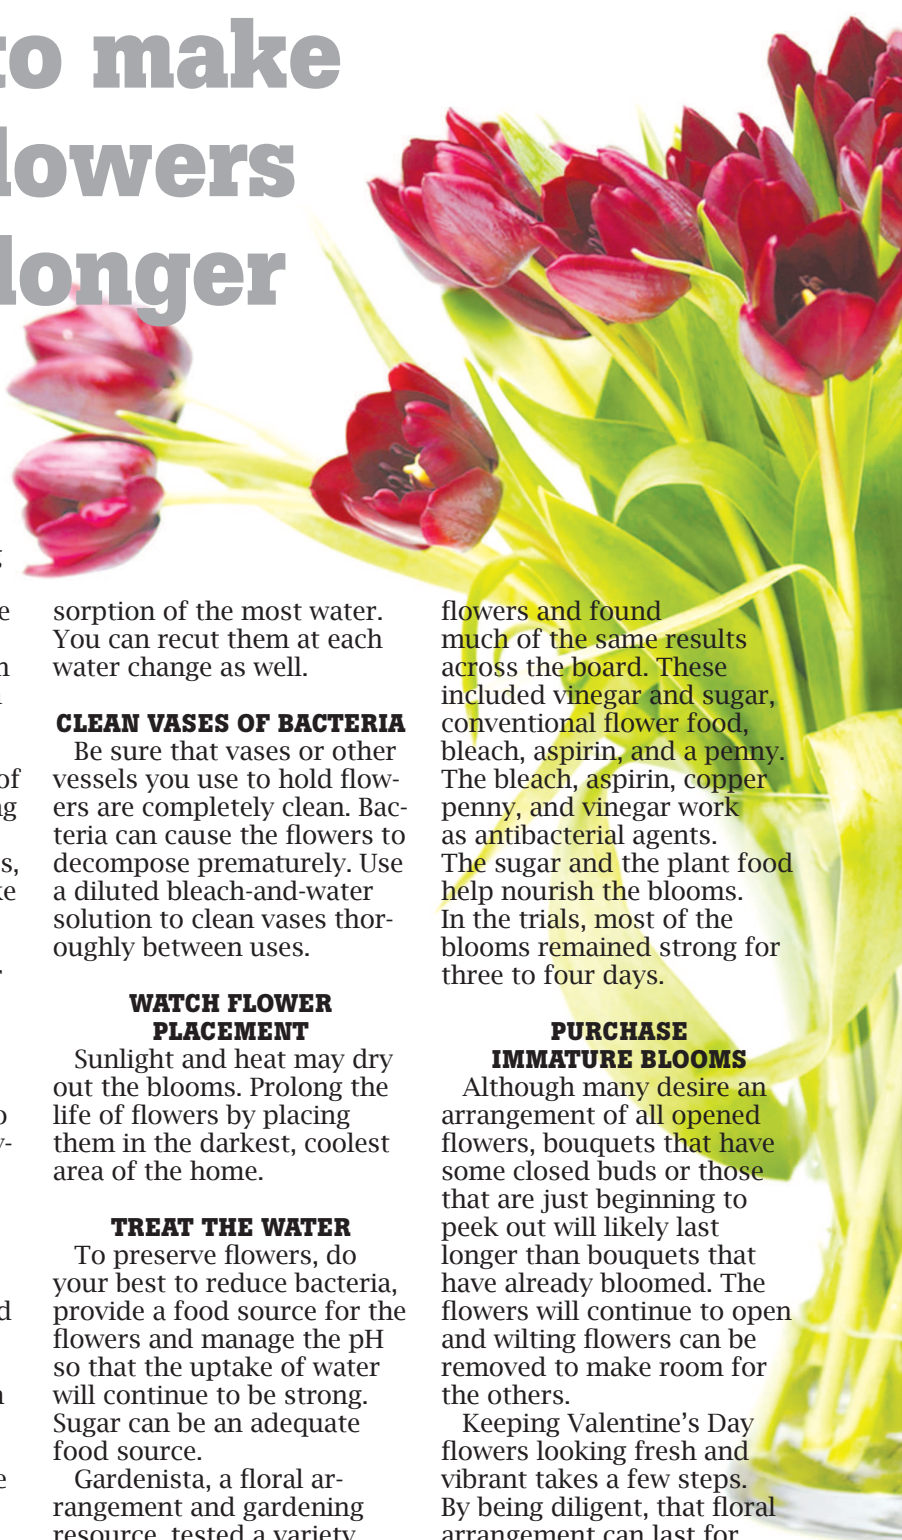 to make
lowers
longer
sorption of the most water.
You can recut them at each
water change as well.
CLEAN VASES OF BACTERIA
Be sure that vases or other
vessels you use to hold flow-
ers are completely clean. Bac-
teria can cause the flowers to
decompose prematurely. Use
a diluted bleach-and-water
solution to clean vases thor-
oughly between uses.
WATCH FLOWER
PLACEMENT
Sunlight and heat may dry
out the blooms. Prolong the
life of flowers by placing
them in the darkest, coolest
area of the home.
TREAT THE WATER
To preserve flowers, do
your best to reduce bacteria,
provide a food source for the
flowers and manage the pH
so that the uptake of water
will continue to be strong.
Sugar can be an adequate
food source.
Gardenista, a floral ar-
rangement and gardening
resource, tested a variety
flowers and found
much of the same results
across the board. These
included vinegar and sugar,
conventional flower food,
bleach, aspirin, and a penny.
The bleach, aspirin, copper
penny, and vinegar work
as antibacterial agents.
The sugar and the plant food
help nourish the blooms.
In the trials, most of the
blooms remained strong for
three to four days.
PURCHASE
IMMATURE BLOOMS
Although many desire an
arrangement of all opened
flowers, bouquets that have
some closed buds or those
that are just beginning to
peek out will likely last
longer than bouquets that
have already bloomed. The
flowers will continue to open
and wilting flowers can be
removed to make room for
the others.
Keeping Valentine's Day
flowers looking fresh and
vibrant takes a few steps.
By being diligent, that floral
arrangement can last for